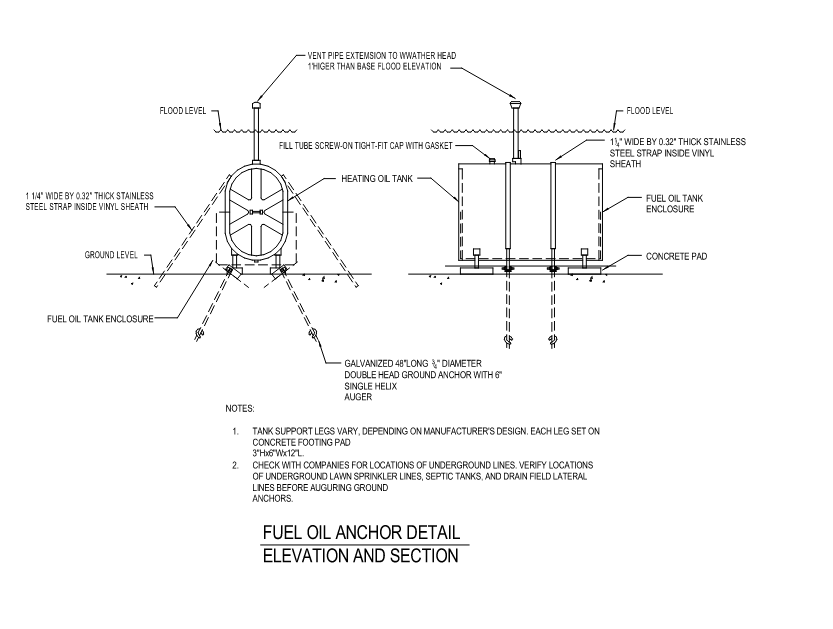 VENT PIPE EXTEMSION TO WWATHER HEAD
1'HIGER THAN BASE FLOOD ELEVATION
FLOOD LEVEL
FLOOD LEVEL
FILL TUBE SCREW-ON TIGHT-FIT CAP WITH GASKET
1¼" WIDE BY 0.32" THICK STAINLESS
STEEL STRAP INSIDE VINYL
SHEATH
HEATING OIL TANK
1 1/4" WIDE BY 0.32" THICK STAINLESS
STEEL STRAP INSIDE VINYL SHEATH
FUEL OIL TANK
ENCLOSURE
GROUND LEVEL
CONCRETE PAD
FUEL OIL TANK ENCLOSURE
GALVANIZED 48"LONG ¾" DIAMETER
DOUBLE HEAD GROUND ANCHOR WITH 6"
SINGLE HELIX
AUGER
NOTES:
1. TANK SUPPORT LEGS VARY, DEPENDING ON MANUFACTURER'S DESIGN. EACH LEG SET ON
CONCRETE FOOTING PAD
3"Hx6"Wx12"L.
2. CHECK WITH COMPANIES FOR LOCATIONS OF UNDERGROUND LINES. VERIFY LOCATIONS
OF UNDERGROUND LAWN SPRINKLER LINES, SEPTIC TANKS, AND DRAIN FIELD LATERAL
LINES BEFORE AUGURING GROUND
ANCHORS.
FUEL OIL ANCHOR DETAIL
ELEVATION AND SECTION